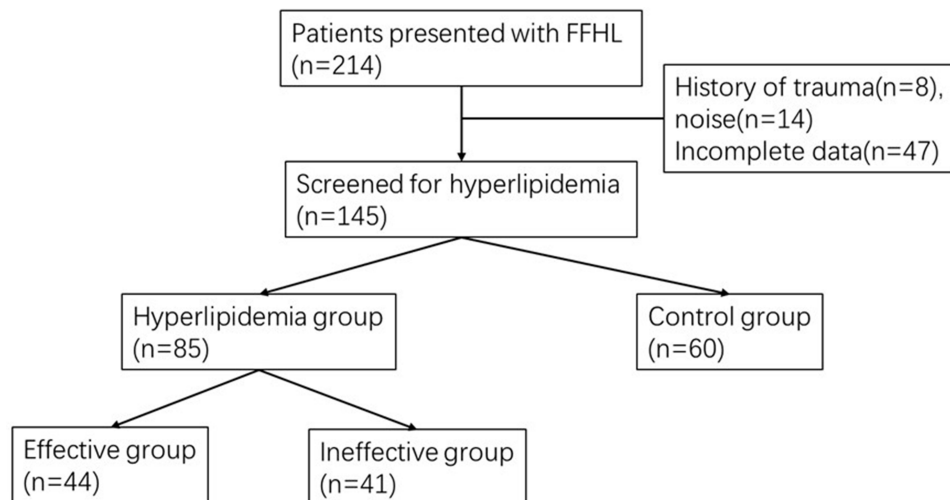 Patients presented with FFHL
(n=214)
History of trauma(n=8),
noise(n=14)
Incomplete data(n=47)
Screened for hyperlipidemia
(n=145)
Hyperlipidemia group
(n=85)
Control group
(n=60)
Effective group
(n=44)
Ineffective group
(n=41)